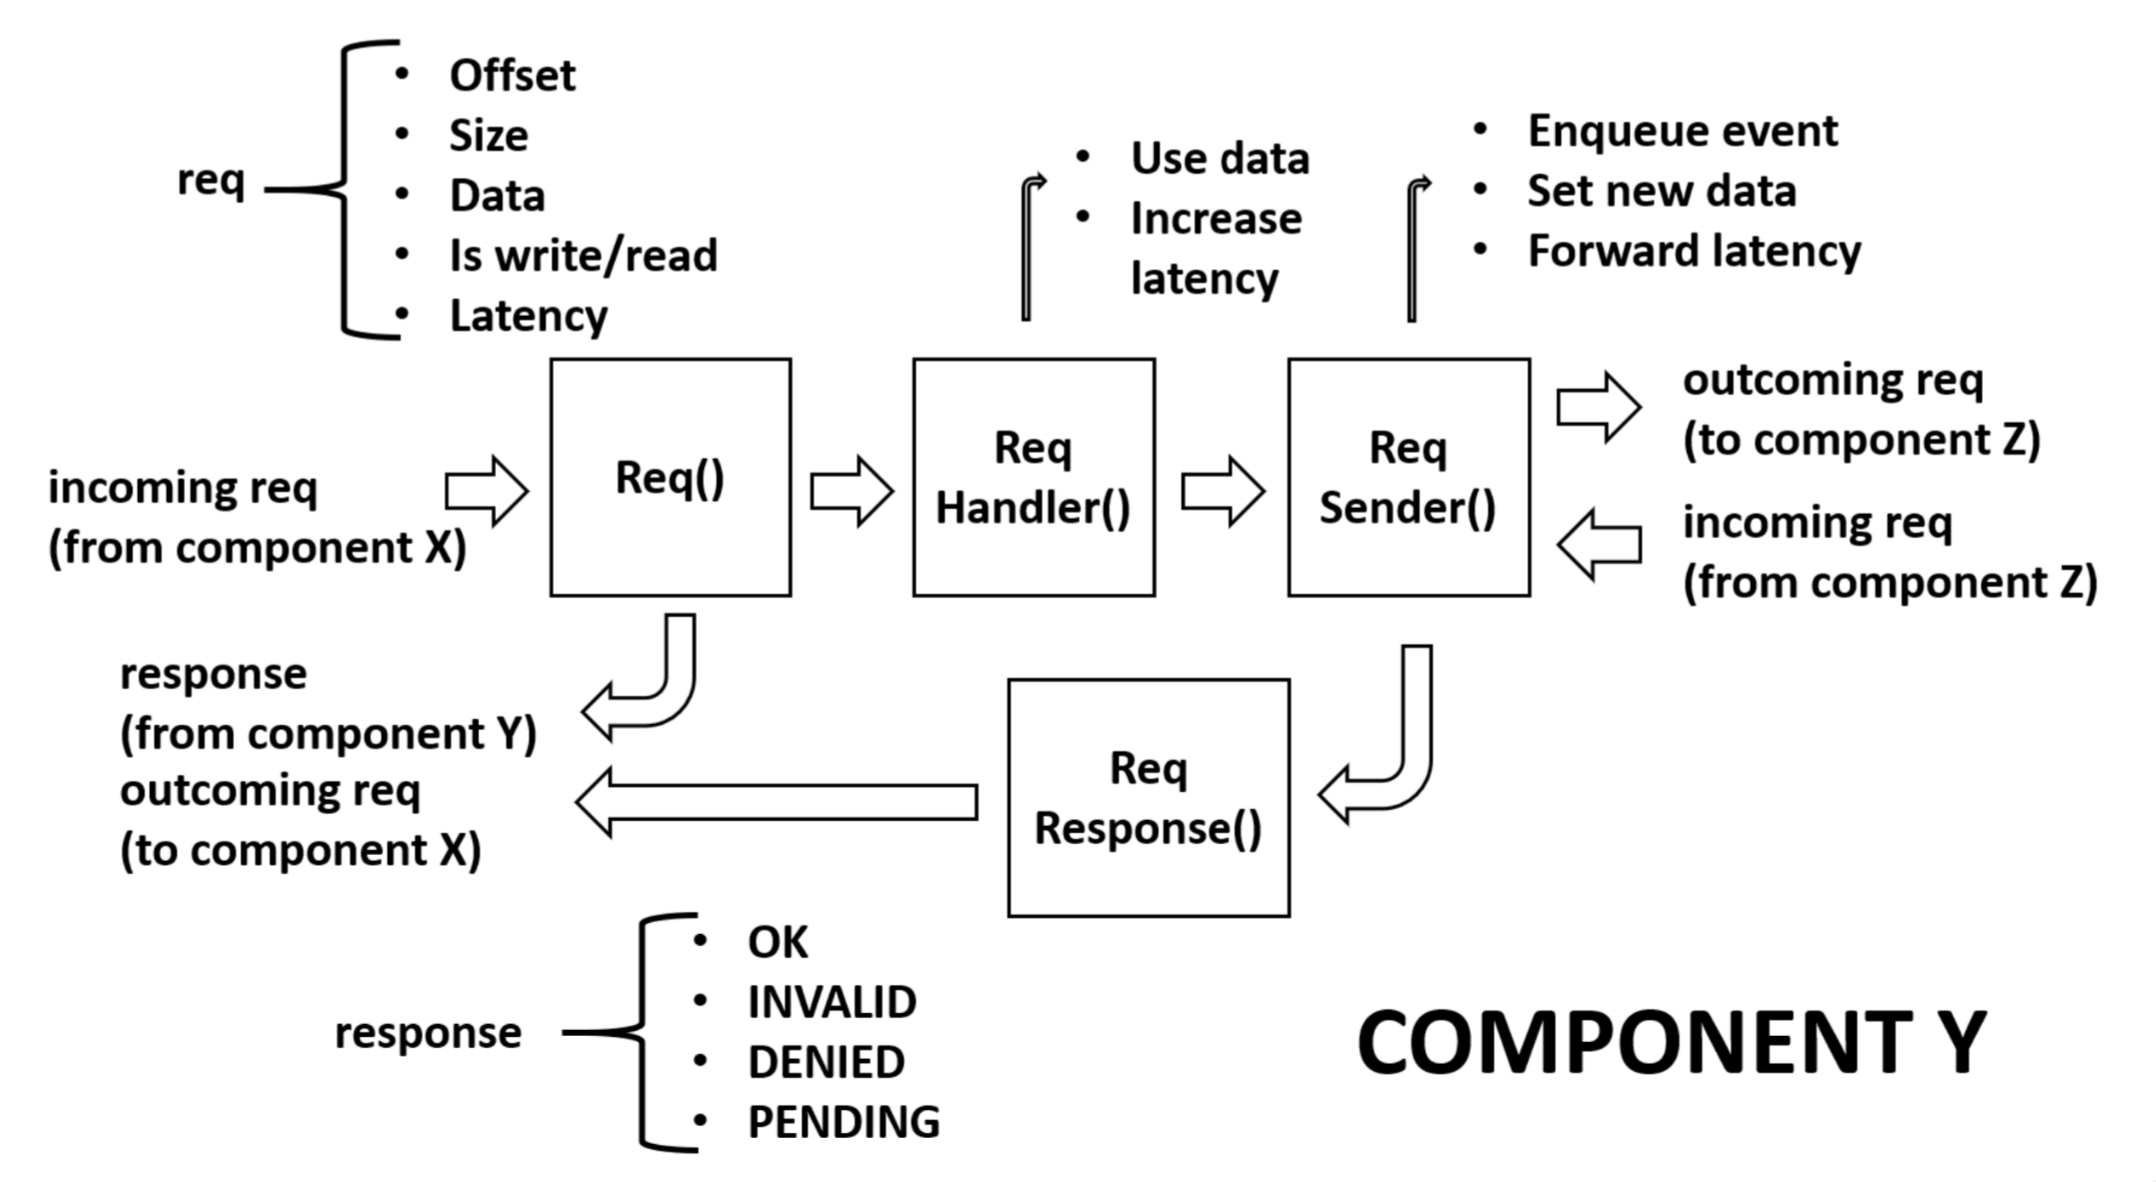 req
• Offset
• Size
• Data
• Is write/read
• Latency
• Use data
• Increase
latency
• Enqueue event
• Set new data
• Forward latency
incoming req
(from component X)
Req()
Req
Handler()
Req
Sender()
outcoming req
(to component Z)
incoming req
(from component Z)
response
(from component Y)
outcoming req
(to component X)
Req
Response()
response
• OK
• INVALID
• DENIED
• PENDING
COMPONENT Y